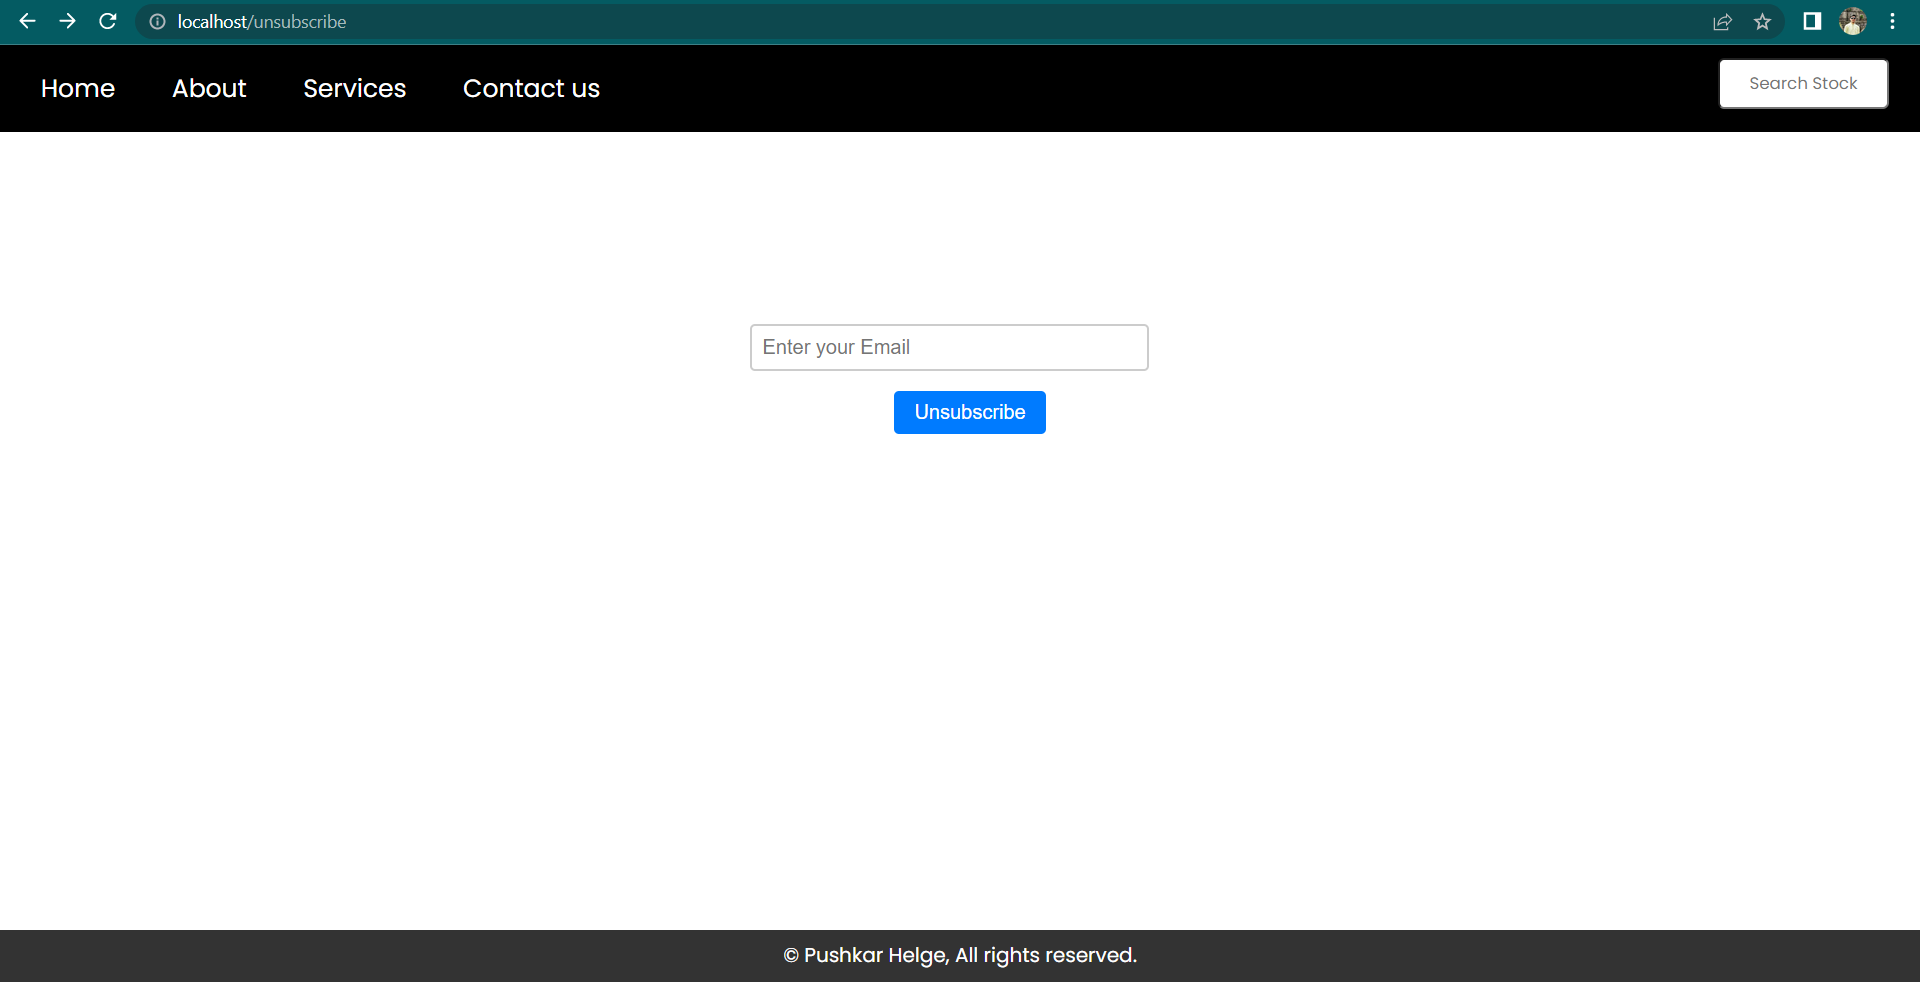 localhost/unsubscribe
Home About Services Contact us Search Stock
Enter your Email
Unsubscribe
© Pushkar Helge, All rights reserved.